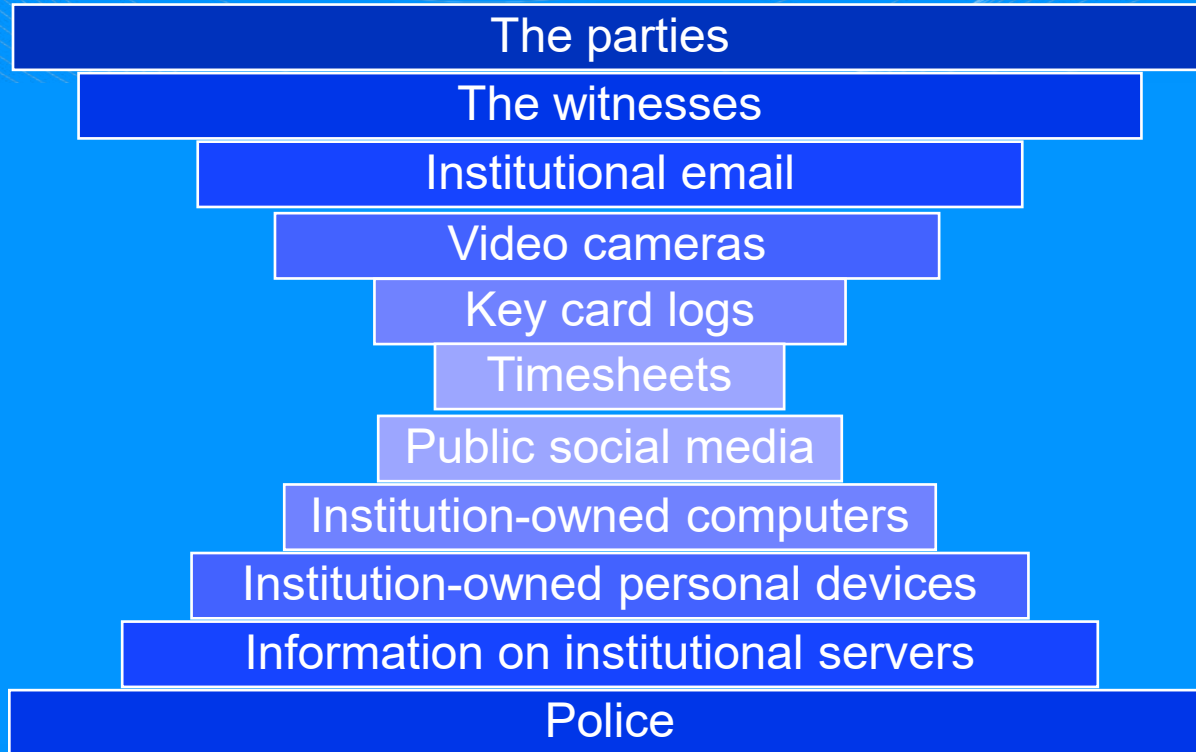 The parties
The witnesses
Institutional email
Video cameras
Key card logs
Timesheets
Public social media
Institution-owned computers
Institution-owned personal devices
Information on institutional servers
Police